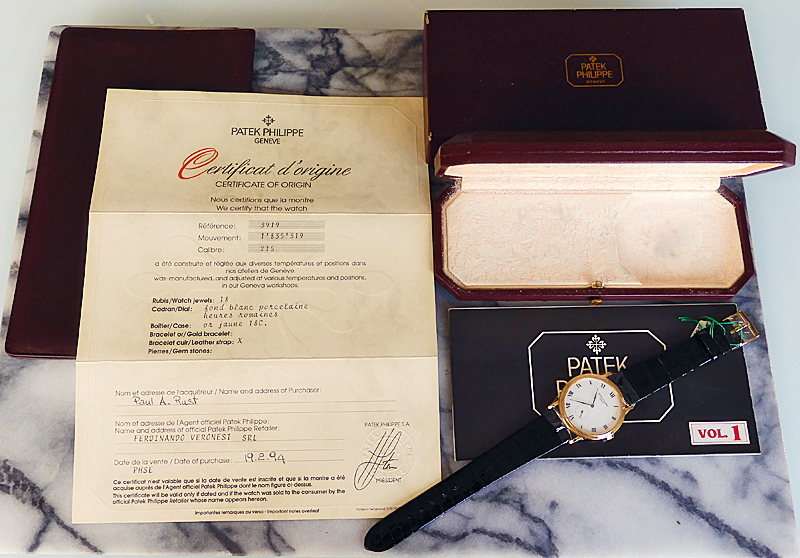 PATEK PHILIPPE
GENEVE
Certificat d'origine
CERTIFICATE OF ORIGIN
Nous certifions que la montre
We certify that the watch
Référence: 3919
Mouvement: 1'835'319
Calibre: 215
a été construite et réglée aux diverses températures et positions dans
nos ateliers de Genève.
was manufactured, and adjusted at various temperatures and positions,
in our Geneva workshops.
Rubis/Watch jewels: 18
Cadran/Dial: fond blanc porcelaine
heures romaines
Boîtier/Case: or jaune 18C.
Bracelet or/Gold bracelet:
Bracelet cuir/Leather strap: X
Pierres/Gem stones:
Nom et adresse de l'acquéreur / Name and address of Purchaser:
Paul A. Rust
Nom et adresse de l'Agent officiel Patek Philippe:
Name and address of official Patek Philippe Retailer:
FERDINANDO VERONESI SRL
Date de la vente / Date of purchase: 19.2.94
PHSE
PATEK PHILIPPE S.A.
PRESIDENT
Ce certificat n'est valable que si la date de vente est inscrite et que si la montre a été
acquise auprès de l'Agent officiel Patek Philippe dont le nom figure ci-dessus.
This certificate will be valid only if dated and if the watch was sold to the consumer by the
official Patek Philippe Retailer whose name appears hereon.
Importantes remarques au verso - Important notes overleaf
PATEK
PHILIPPE
GENEVE
PATEK
VOL. 1